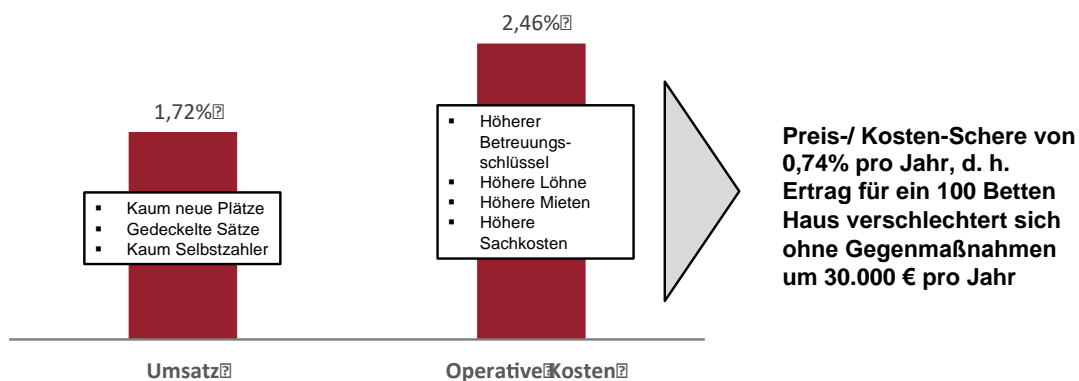 2,46%
1,72%
▪ Kaum neue Plätze
▪ Gedeckelte Sätze
▪ Kaum Selbstzahler
▪ Höherer
Betreuungs-
schlüssel
▪ Höhere Löhne
▪ Höhere Mieten
▪ Höhere
Sachkosten
Preis-/ Kosten-Schere von
0,74% pro Jahr, d. h.
Ertrag für ein 100 Betten
Haus verschlechtert sich
ohne Gegenmaßnahmen
um 30.000 € pro Jahr
Umsatz
Operative Kosten